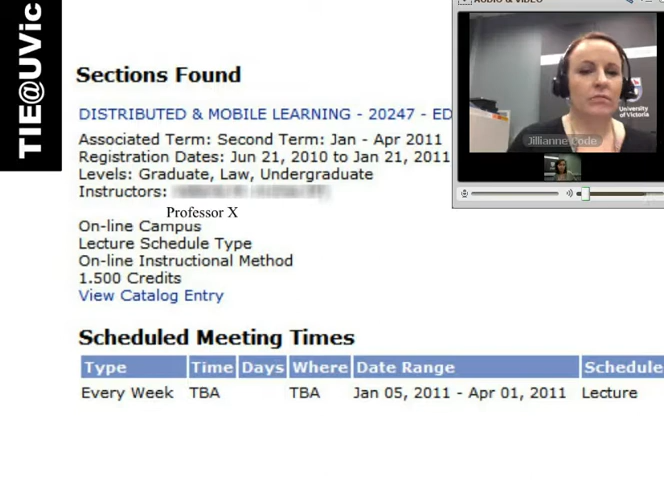 TIE@UVic
AUDIO & VIDEO
Sections Found
DISTRIBUTED & MOBILE LEARNING - 20247 - ED
Associated Term: Second Term: Jan - Apr 2011
Registration Dates: Jun 21, 2010 to Jan 21, 2011
Levels: Graduate, Law, Undergraduate
Instructors:
Professor X
On-line Campus
Lecture Schedule Type
On-line Instructional Method
1.500 Credits
View Catalog Entry
University
of Victoria
Jillianne Code
Scheduled Meeting Times
Type Time Days Where Date Range Schedule
Every Week TBA TBA Jan 05, 2011 - Apr 01, 2011 Lecture